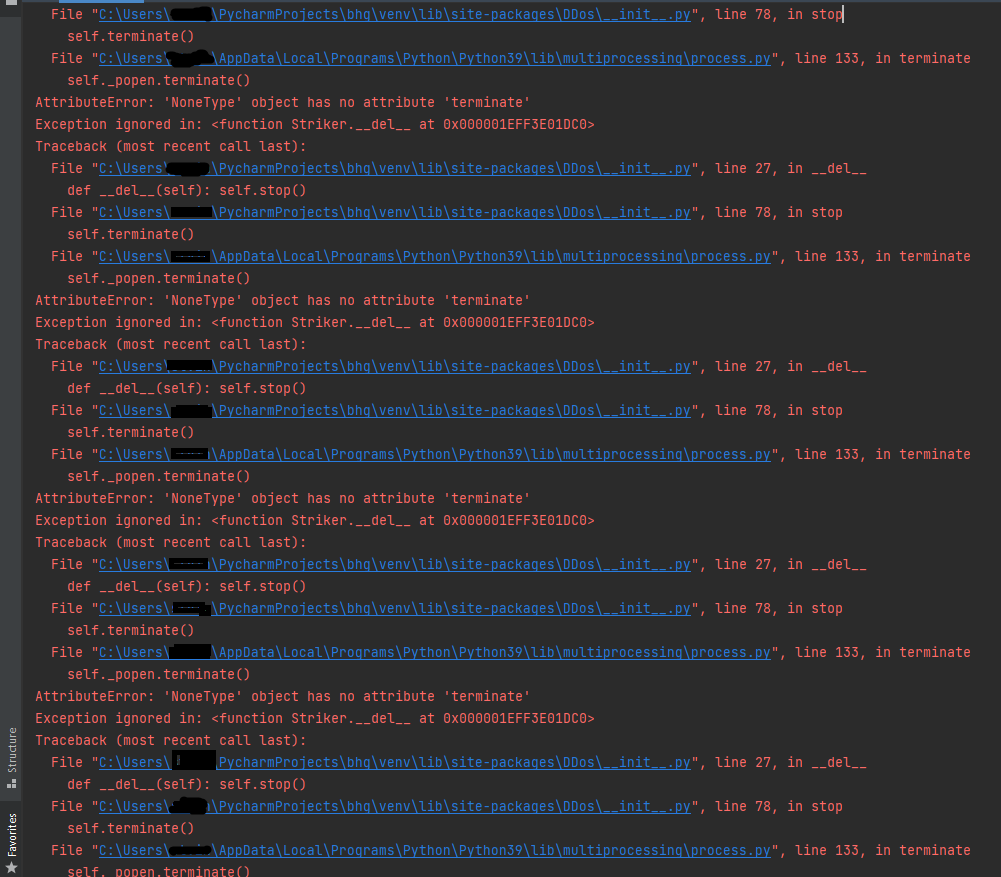 File "C:\Users\ \PycharmProjects\bhq\venv\lib\site-packages\DDos\__init__.py", line 78, in stop
self.terminate()
File "C:\Users\ \AppData\Local\Programs\Python\Python39\lib\multiprocessing\process.py", line 133, in terminate
self._popen.terminate()
AttributeError: 'NoneType' object has no attribute 'terminate'
Exception ignored in: <function Striker.__del__ at 0x000001EFF3E01DC0>
Traceback (most recent call last):
File "C:\Users\ \PycharmProjects\bhq\venv\lib\site-packages\DDos\__init__.py", line 27, in __del__
def __del__(self): self.stop()
File "C:\Users\ \PycharmProjects\bhq\venv\lib\site-packages\DDos\__init__.py", line 78, in stop
self.terminate()
File "C:\Users\ \AppData\Local\Programs\Python\Python39\lib\multiprocessing\process.py", line 133, in terminate
self._popen.terminate()
AttributeError: 'NoneType' object has no attribute 'terminate'
Exception ignored in: <function Striker.__del__ at 0x000001EFF3E01DC0>
Traceback (most recent call last):
File "C:\Users\ \PycharmProjects\bhq\venv\lib\site-packages\DDos\__init__.py", line 27, in __del__
def __del__(self): self.stop()
File "C:\Users\ \PycharmProjects\bhq\venv\lib\site-packages\DDos\__init__.py", line 78, in stop
self.terminate()
File "C:\Users\ \AppData\Local\Programs\Python\Python39\lib\multiprocessing\process.py", line 133, in terminate
self._popen.terminate()
AttributeError: 'NoneType' object has no attribute 'terminate'
Exception ignored in: <function Striker.__del__ at 0x000001EFF3E01DC0>
Traceback (most recent call last):
File "C:\Users\ \PycharmProjects\bhq\venv\lib\site-packages\DDos\__init__.py", line 27, in __del__
def __del__(self): self.stop()
File "C:\Users\ \PycharmProjects\bhq\venv\lib\site-packages\DDos\__init__.py", line 78, in stop
self.terminate()
File "C:\Users\ \AppData\Local\Programs\Python\Python39\lib\multiprocessing\process.py", line 133, in terminate
self._popen.terminate()
AttributeError: 'NoneType' object has no attribute 'terminate'
Exception ignored in: <function Striker.__del__ at 0x000001EFF3E01DC0>
Traceback (most recent call last):
File "C:\Users\ \PycharmProjects\bhq\venv\lib\site-packages\DDos\__init__.py", line 27, in __del__
def __del__(self): self.stop()
File "C:\Users\ \PycharmProjects\bhq\venv\lib\site-packages\DDos\__init__.py", line 78, in stop
self.terminate()
File "C:\Users\ \AppData\Local\Programs\Python\Python39\lib\multiprocessing\process.py", line 133, in terminate
self._popen.terminate()
Structure
Favorites